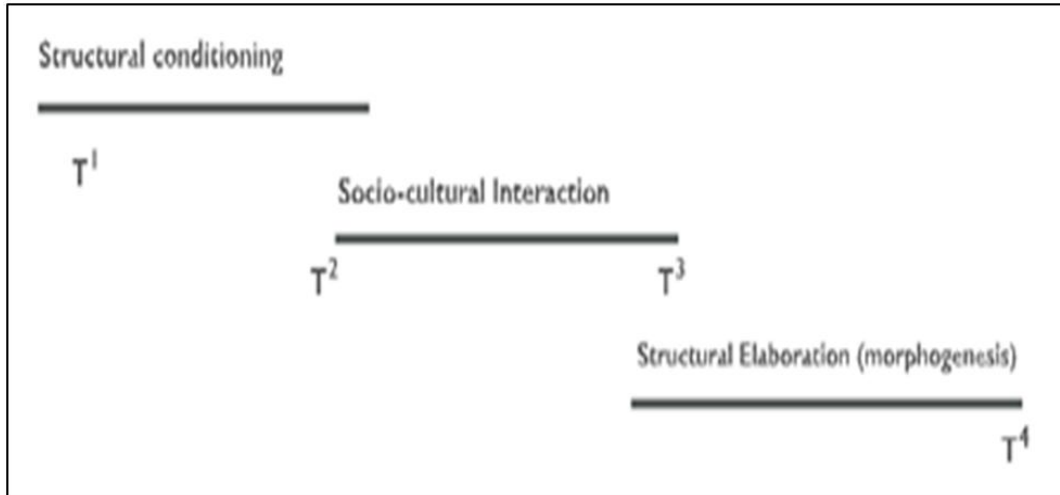 Structural conditioning
T¹
Socio-cultural Interaction
T² T³
Structural Elaboration (morphogenesis)
T⁴